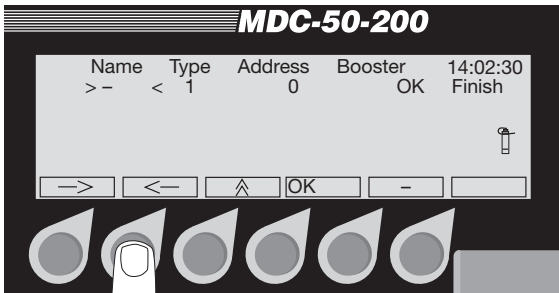 MDC-50-200
Name Type Address Booster 14:02:30
>– < 1 0 OK Finish
—> <— OK –